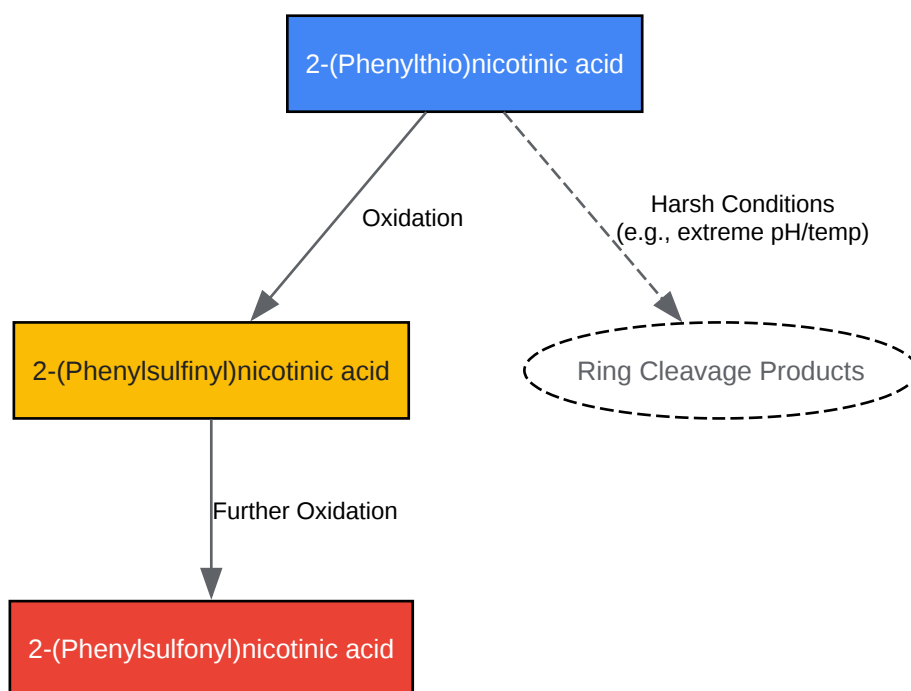 2-(Phenylthio)nicotinic acid
Oxidation
Harsh Conditions
(e.g., extreme pH/temp)
2-(Phenylsulfinyl)nicotinic acid
Ring Cleavage Products
Further Oxidation
2-(Phenylsulfonyl)nicotinic acid